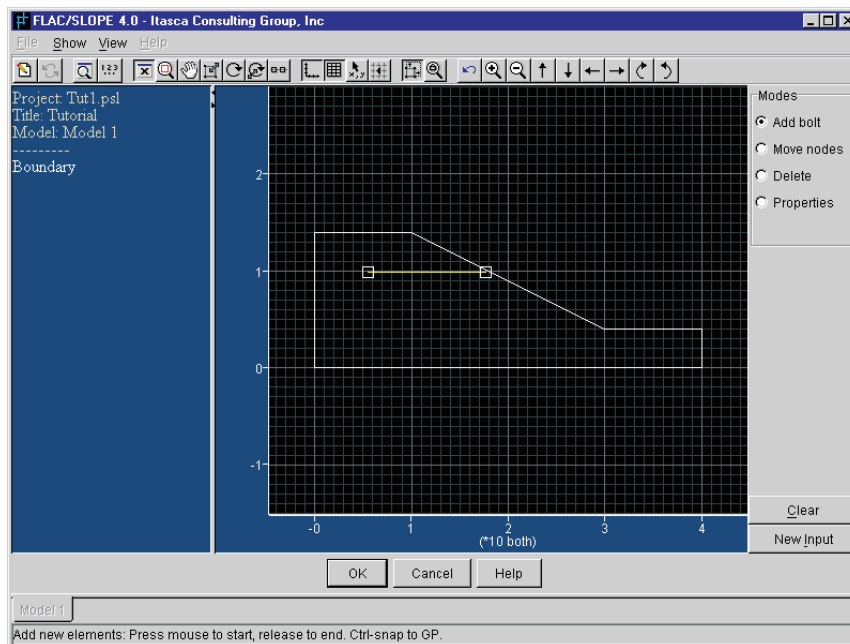 FLAC/SLOPE 4.0 - Itasca Consulting Group, Inc
File Show View Help
1 2 3
Project: Tut1.psl
Title: Tutorial
Model: Model 1
---------
Boundary
2
1
0
-1
-0 1 2 3 4
(*10 both)
Modes
Add bolt
Move nodes
Delete
Properties
Clear
New Input
OK Cancel Help
Model 1
Add new elements: Press mouse to start, release to end. Ctrl-snap to GP.